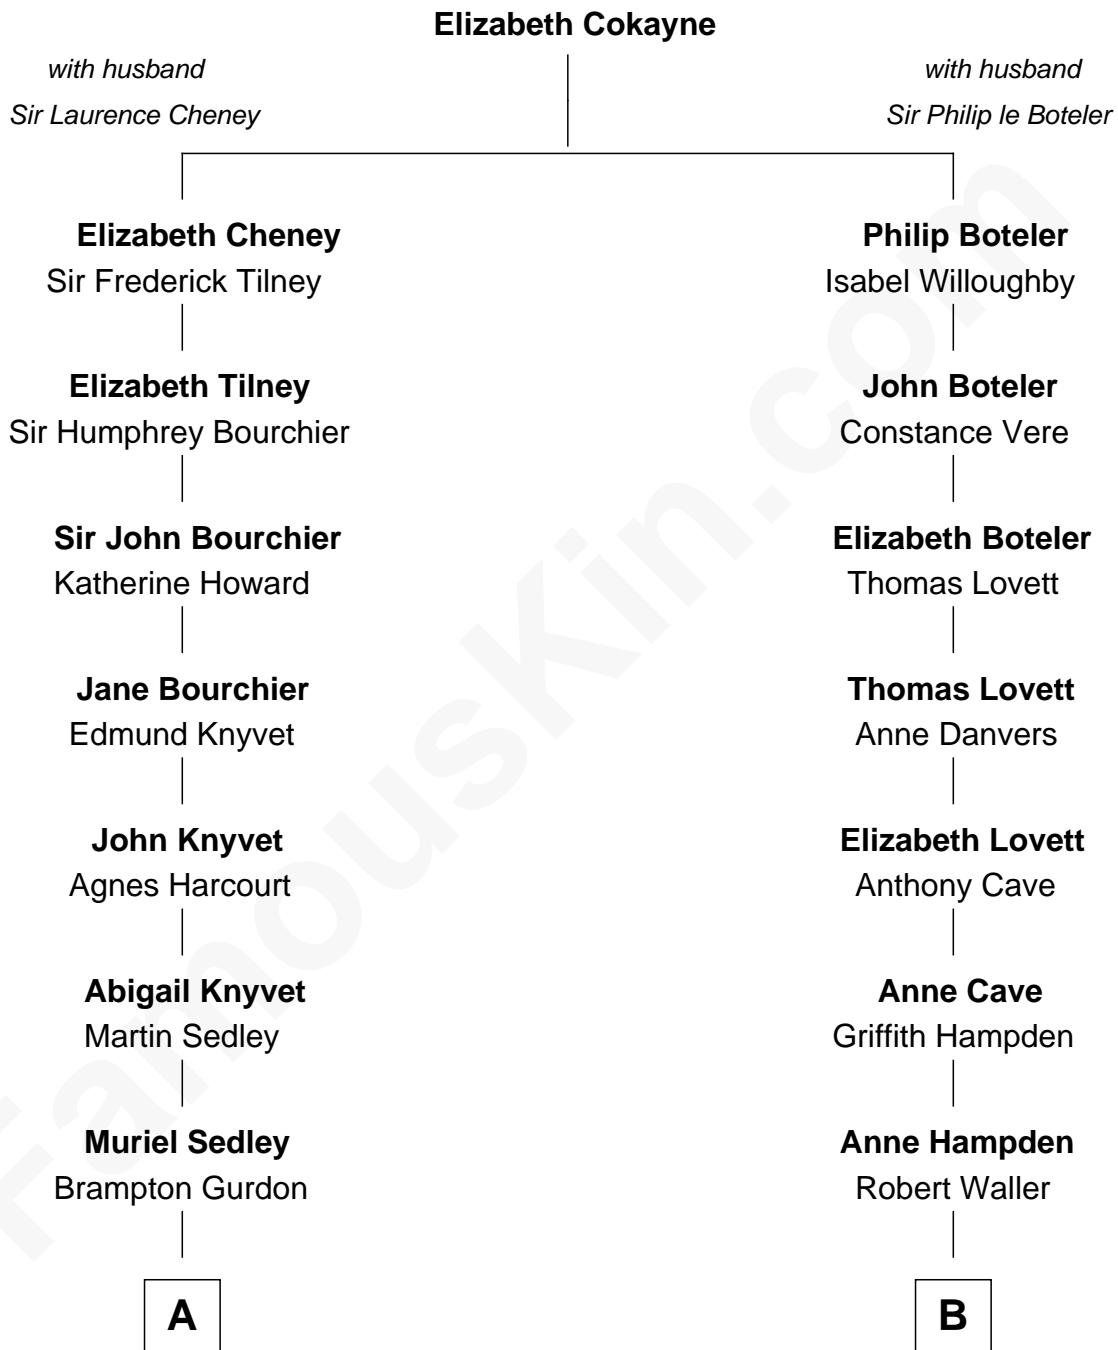 Elizabeth Cokayne
with husband
Sir Laurence Cheney
with husband
Sir Philip le Boteler
Elizabeth Cheney
Sir Frederick Tilney
Philip Boteler
Isabel Willoughby
Elizabeth Tilney
Sir Humphrey Bourchier
John Boteler
Constance Vere
Sir John Bourchier
Katherine Howard
Elizabeth Boteler
Thomas Lovett
Jane Bourchier
Edmund Knyvet
Thomas Lovett
Anne Danvers
John Knyvet
Agnes Harcourt
Elizabeth Lovett
Anthony Cave
Abigail Knyvet
Martin Sedley
Anne Cave
Griffith Hampden
Muriel Sedley
Brampton Gurdon
Anne Hampden
Robert Waller
A
B
FamousKin.com